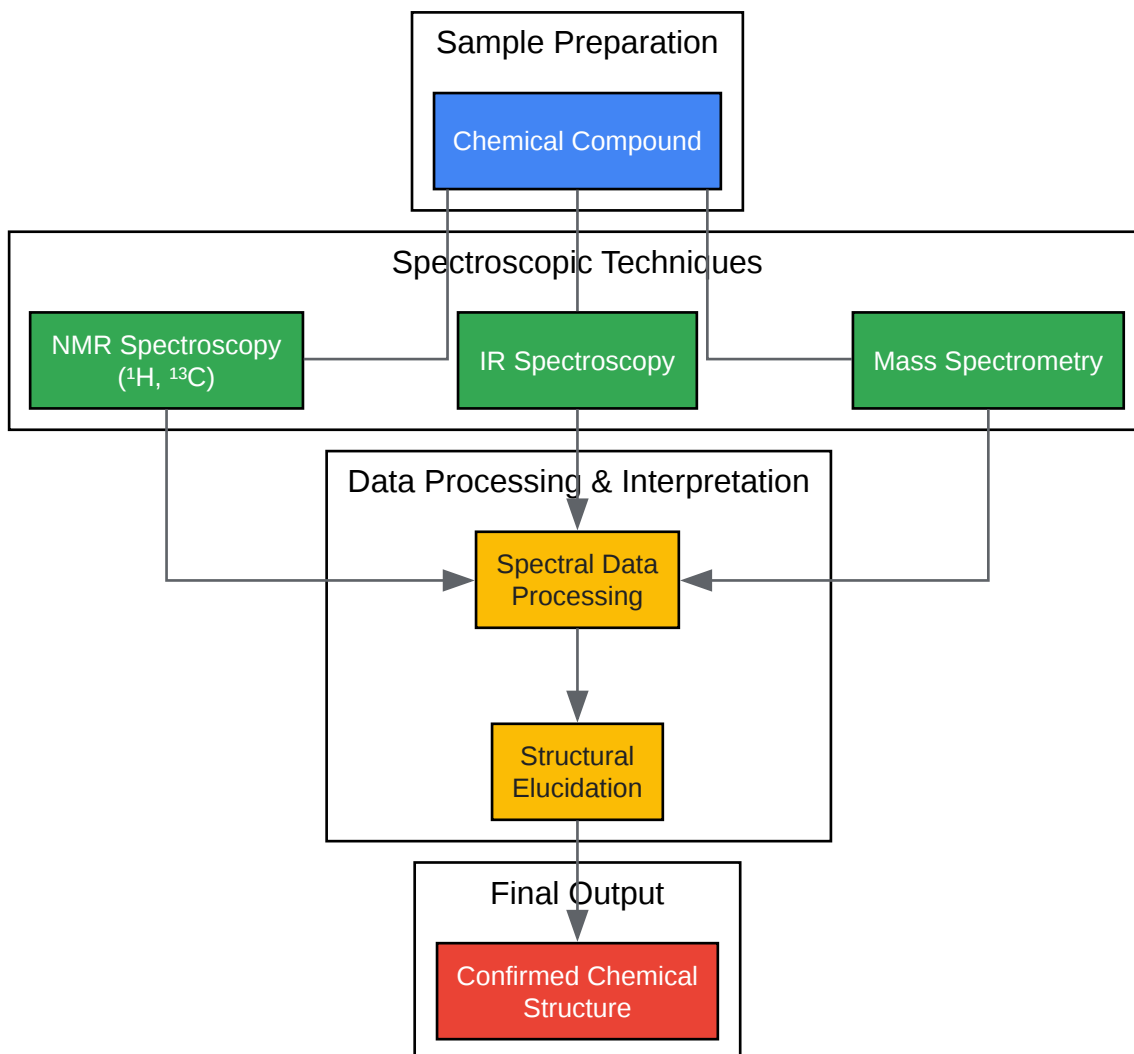 Sample Preparation
Chemical Compound
Spectroscopic Techniques
NMR Spectroscopy
(¹H, ¹³C)
IR Spectroscopy
Mass Spectrometry
Data Processing & Interpretation
Spectral Data
Processing
Structural
Elucidation
Final Output
Confirmed Chemical
Structure